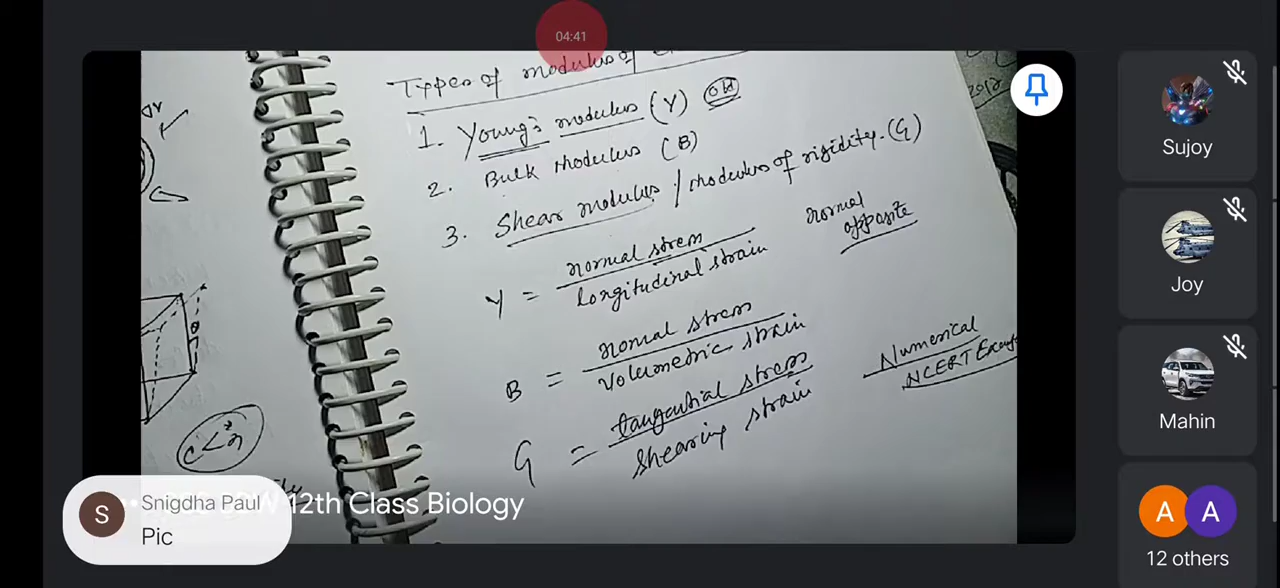 04:41
Types of modulus of
1. Young's modulus (Y) old
2. Bulk modulus (B)
3. Shear modulus / modulus of rigidity. (G)
normal
opposite
Y = normal stress
longitudinal strain
B = normal stress
volumetric strain
G = tangential stress
shearing strain
Numerical
NCERT
2012
12th Class Biology
S
Snigdha Paul
Pic
Sujoy
Joy
Mahin
A A
12 others